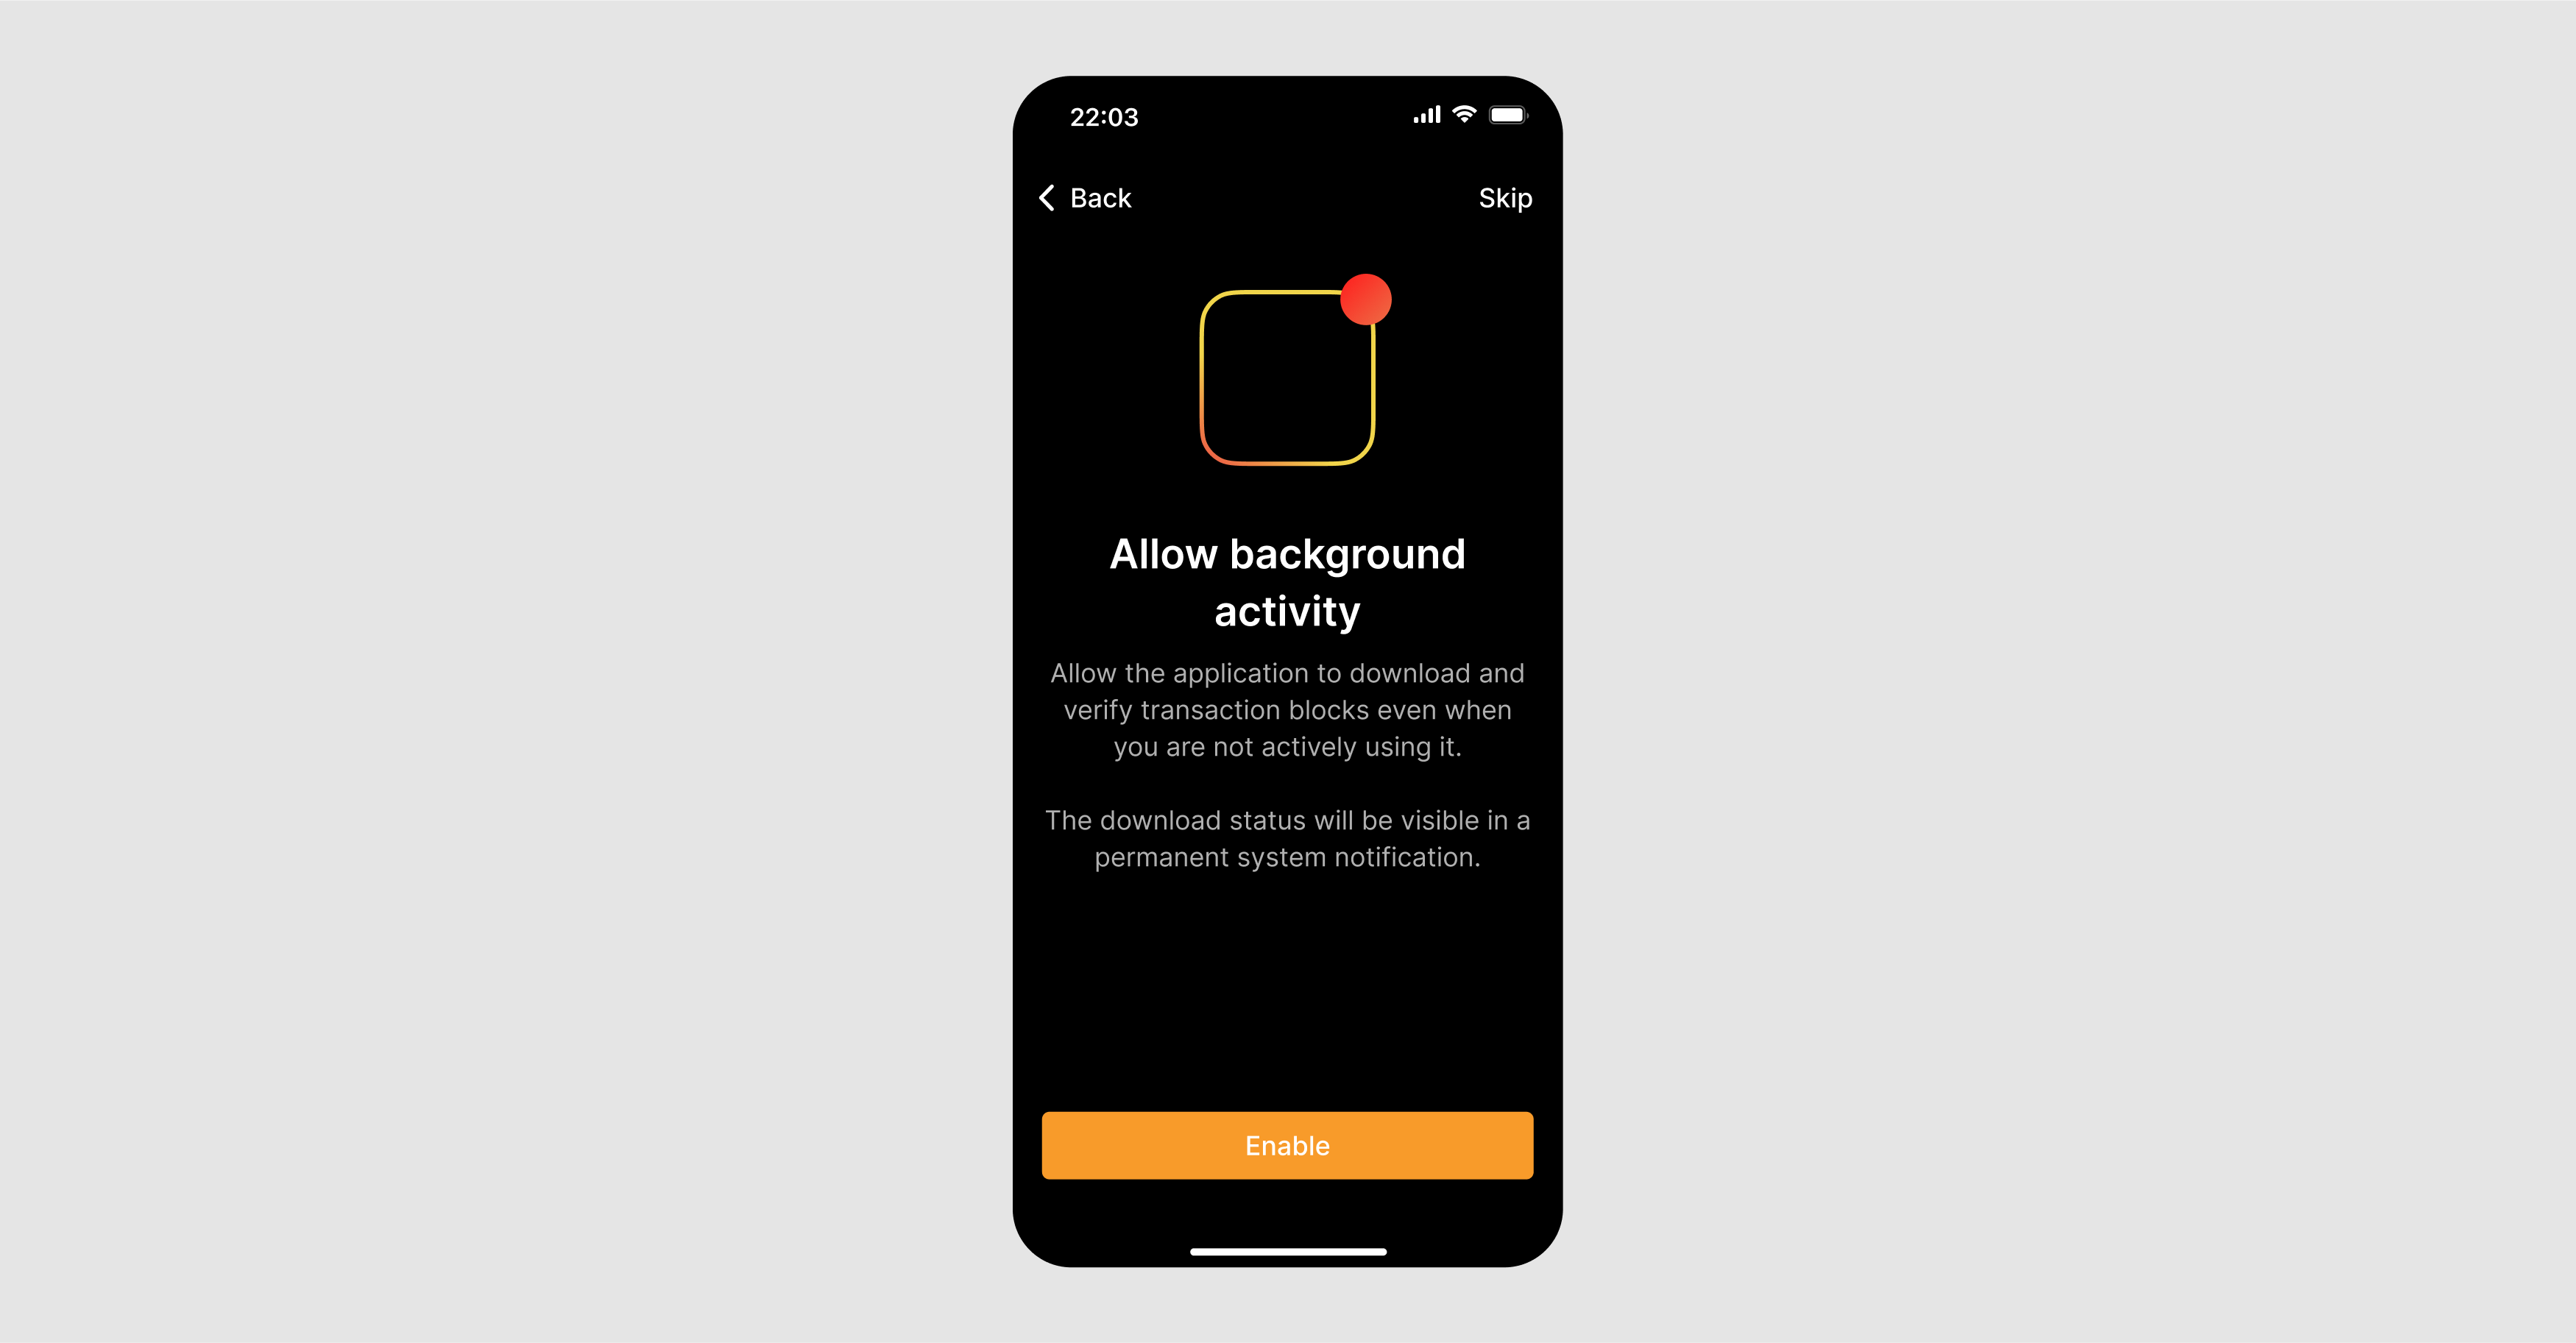 22:03
Back
Skip
Allow background
activity
Allow the application to download and
verify transaction blocks even when
you are not actively using it.
The download status will be visible in a
permanent system notification.
Enable